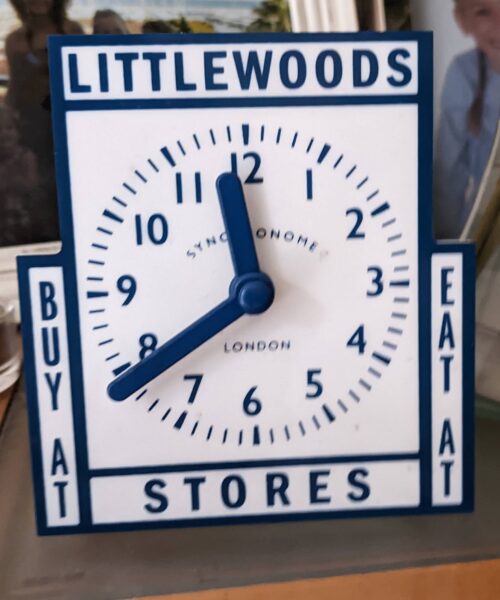 LITTLEWOODS
12
11
1
10
2
SYNCHRONOME
9
3
8
4
LONDON
7
5
6
BUY AT
EAT AT
STORES